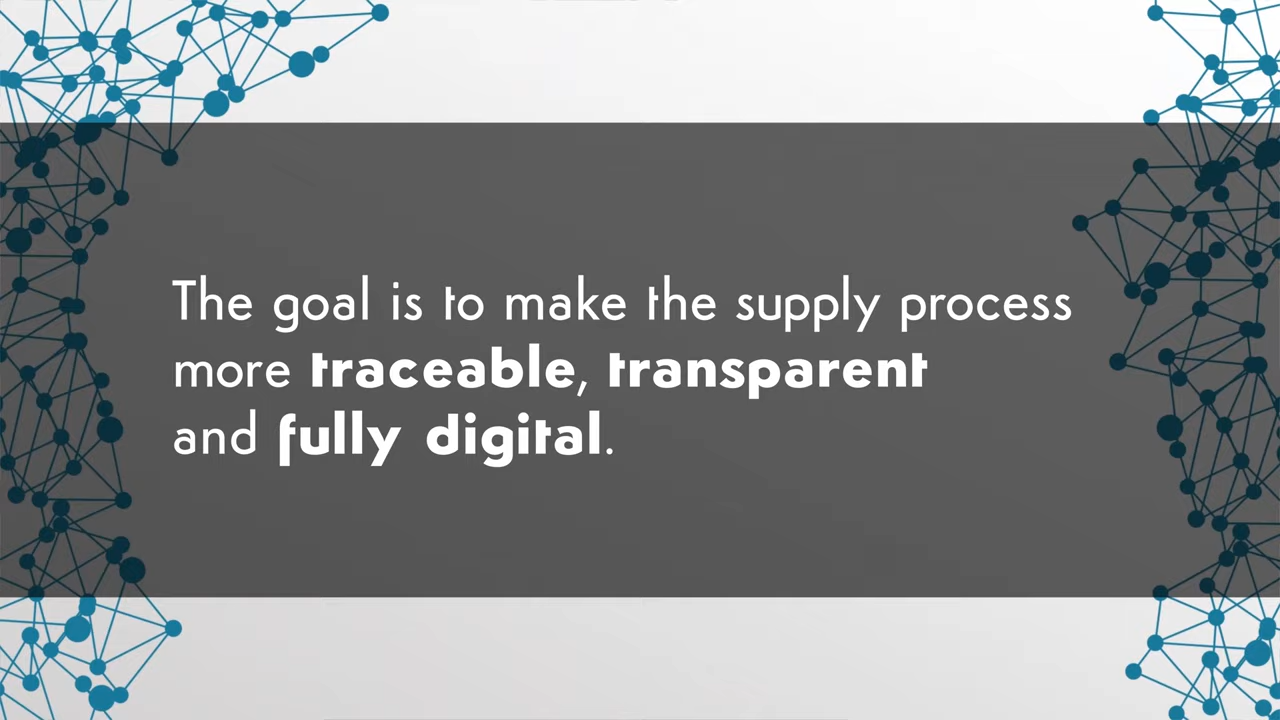 The goal is to make the supply process
more traceable, transparent
and fully digital.